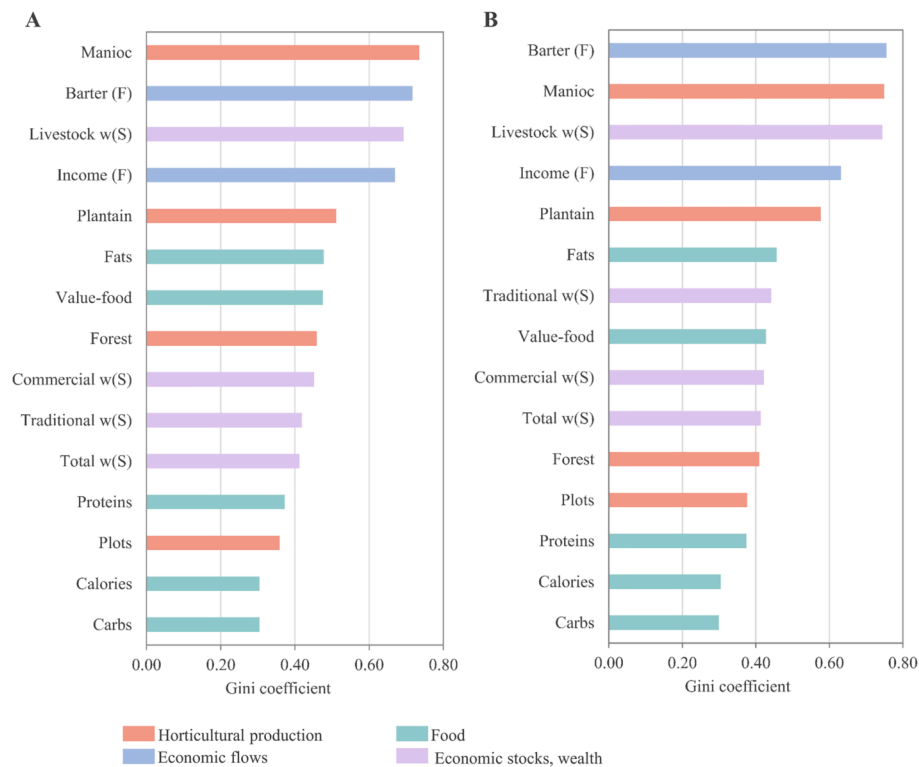 A
Manioc
Barter (F)
Livestock w(S)
Income (F)
Plantain
Fats
Value-food
Forest
Commercial w(S)
Traditional w(S)
Total w(S)
Proteins
Plots
Calories
Carbs
0.00 0.20 0.40 0.60 0.80
Gini coefficient
B
Barter (F)
Manioc
Livestock w(S)
Income (F)
Plantain
Fats
Traditional w(S)
Value-food
Commercial w(S)
Total w(S)
Forest
Plots
Proteins
Calories
Carbs
0.00 0.20 0.40 0.60 0.80
Gini coefficient
Horticultural production
Food
Economic flows
Economic stocks, wealth